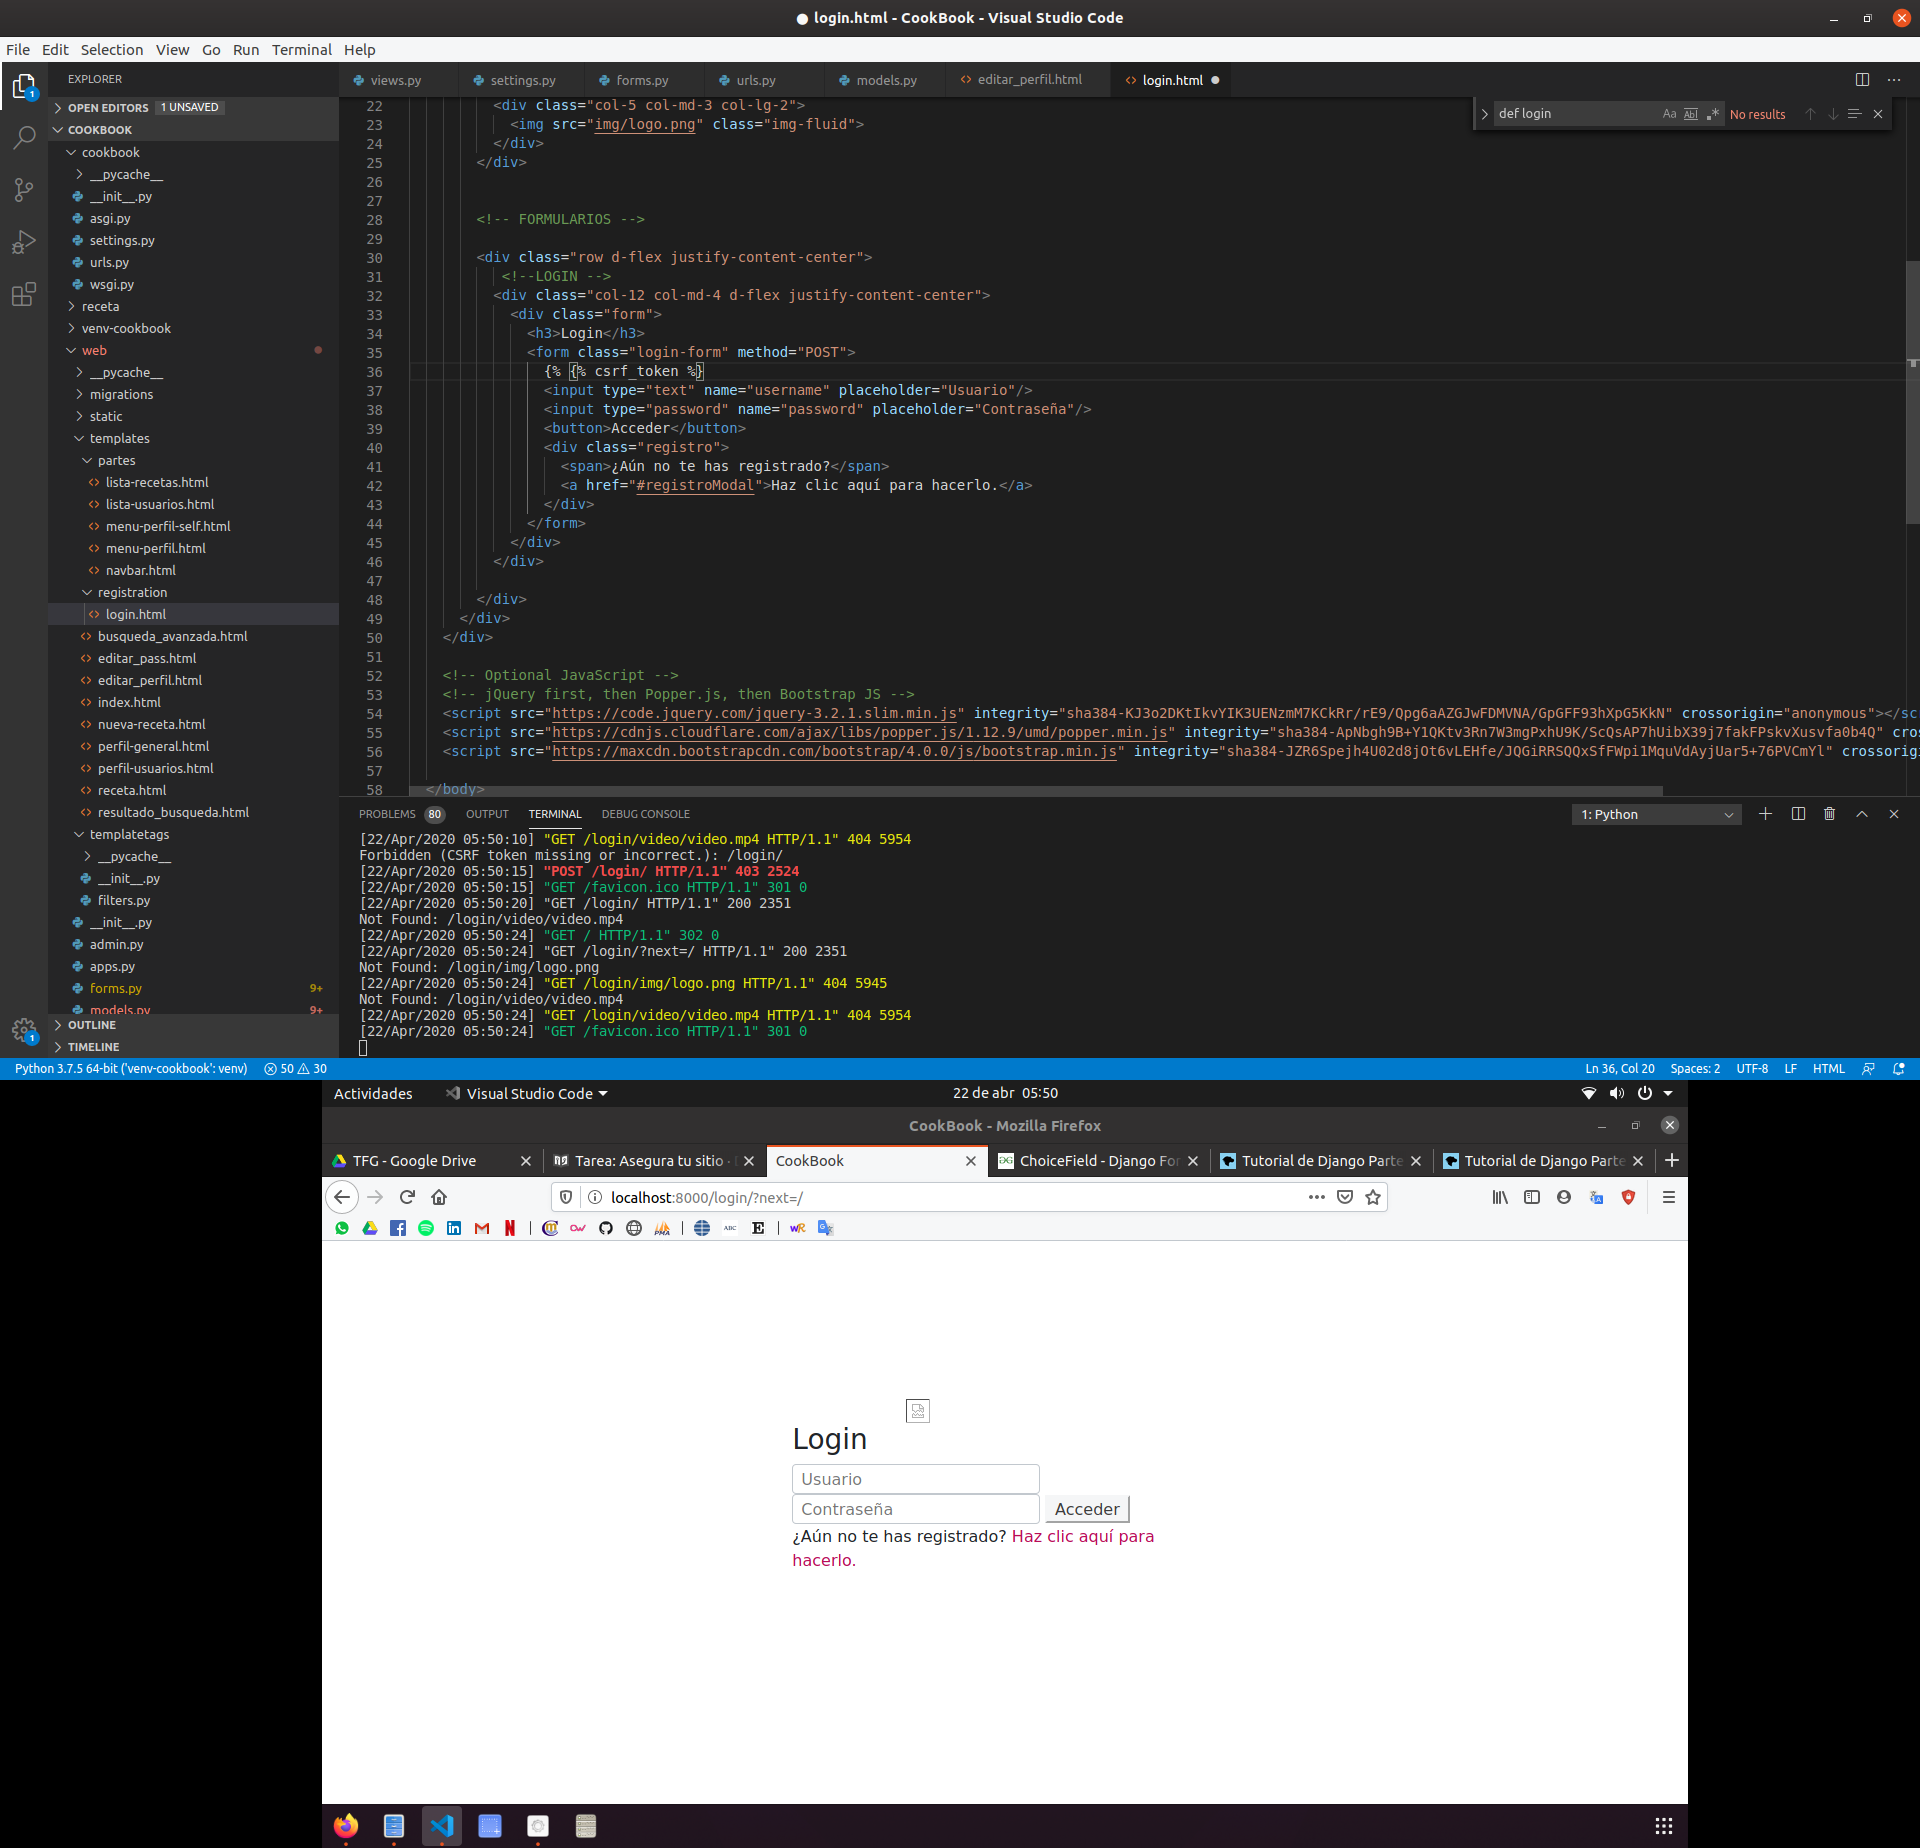 ● login.html - CookBook - Visual Studio Code
File Edit Selection View Go Run Terminal Help
EXPLORER
OPEN EDITORS 1 UNSAVED
COOKBOOK
cookbook
__pycache__
__init__.py
asgi.py
settings.py
urls.py
wsgi.py
receta
venv-cookbook
web
__pycache__
migrations
static
templates
partes
lista-recetas.html
lista-usuarios.html
menu-perfil-self.html
menu-perfil.html
navbar.html
registration
login.html
busqueda_avanzada.html
editar_pass.html
editar_perfil.html
index.html
nueva-receta.html
perfil-general.html
perfil-usuarios.html
receta.html
resultado_busqueda.html
templatetags
__pycache__
__init__.py
filters.py
__init__.py
admin.py
apps.py
forms.py 9+
models.py 9+
OUTLINE
TIMELINE
1
1
views.py settings.py forms.py urls.py models.py editar_perfil.html login.html ●
def login Aa Abl .* No results
22 <div class="col-5 col-md-3 col-lg-2">
23 <img src="img/logo.png" class="img-fluid">
24 </div>
25 </div>
26
27
28 <!-- FORMULARIOS -->
29
30 <div class="row d-flex justify-content-center">
31 <!--LOGIN -->
32 <div class="col-12 col-md-4 d-flex justify-content-center">
33 <div class="form">
34 <h3>Login</h3>
35 <form class="login-form" method="POST">
36 {% {% csrf_token %}
37 <input type="text" name="username" placeholder="Usuario"/>
38 <input type="password" name="password" placeholder="Contraseña"/>
39 <button>Acceder</button>
40 <div class="registro">
41 <span>¿Aún no te has registrado?</span>
42 <a href="#registroModal">Haz clic aquí para hacerlo.</a>
43 </div>
44 </form>
45 </div>
46 </div>
47
48 </div>
49 </div>
50 </div>
51
52 <!-- Optional JavaScript -->
53 <!-- jQuery first, then Popper.js, then Bootstrap JS -->
54 <script src="https://code.jquery.com/jquery-3.2.1.slim.min.js" integrity="sha384-KJ3o2DKtIkvYIK3UENzmM7KCkRr/rE9/Qpg6aAZGJwFDMVNA/GpGFF93hXpG5KkN" crossorigin="anonymous"></sc
55 <script src="https://cdnjs.cloudflare.com/ajax/libs/popper.js/1.12.9/umd/popper.min.js" integrity="sha384-ApNbgh9B+Y1QKtv3Rn7W3mgPxhU9K/ScQsAP7hUibX39j7fakFPskvXusvfa0b4Q" cros
56 <script src="https://maxcdn.bootstrapcdn.com/bootstrap/4.0.0/js/bootstrap.min.js" integrity="sha384-JZR6Spejh4U02d8jOt6vLEHfe/JQGiRRSQQxSfFWpi1MquVdAyjUar5+76PVCmYl" crossorigi
57
58 </body>
PROBLEMS 80 OUTPUT TERMINAL DEBUG CONSOLE 1: Python
[22/Apr/2020 05:50:10] "GET /login/video/video.mp4 HTTP/1.1" 404 5954
Forbidden (CSRF token missing or incorrect.): /login/
[22/Apr/2020 05:50:15] "POST /login/ HTTP/1.1" 403 2524
[22/Apr/2020 05:50:15] "GET /favicon.ico HTTP/1.1" 301 0
[22/Apr/2020 05:50:20] "GET /login/ HTTP/1.1" 200 2351
Not Found: /login/video/video.mp4
[22/Apr/2020 05:50:24] "GET / HTTP/1.1" 302 0
[22/Apr/2020 05:50:24] "GET /login/?next=/ HTTP/1.1" 200 2351
Not Found: /login/img/logo.png
[22/Apr/2020 05:50:24] "GET /login/img/logo.png HTTP/1.1" 404 5945
Not Found: /login/video/video.mp4
[22/Apr/2020 05:50:24] "GET /login/video/video.mp4 HTTP/1.1" 404 5954
[22/Apr/2020 05:50:24] "GET /favicon.ico HTTP/1.1" 301 0
Python 3.7.5 64-bit ('venv-cookbook': venv) 50 30 Ln 36, Col 20 Spaces: 2 UTF-8 LF HTML
Actividades Visual Studio Code 22 de abr 05:50
CookBook - Mozilla Firefox
TFG - Google Drive Tarea: Asegura tu sitio - CookBook ChoiceField - Django For Tutorial de Django Parte Tutorial de Django Parte
localhost:8000/login/?next=/
PMA ABC E wR
Login
Usuario
Contraseña Acceder
¿Aún no te has registrado? Haz clic aquí para
hacerlo.